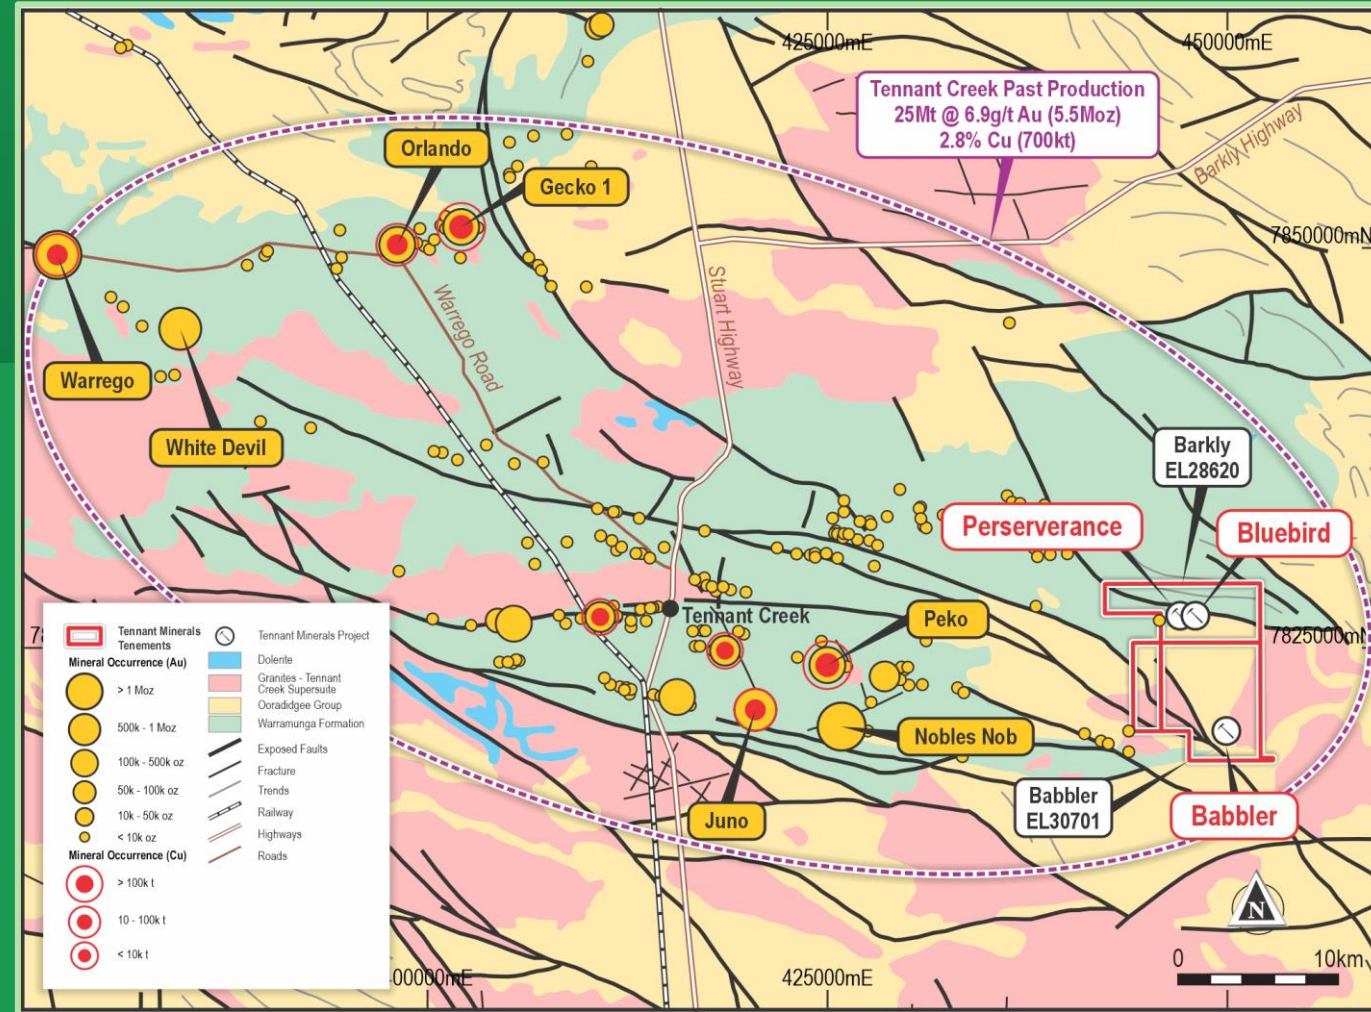 425000mE
450000mE
Tennant Creek Past Production
25Mt @ 6.9g/t Au (5.5Moz)
2.8% Cu (700kt)
Barkly Highway
Orlando
Gecko 1
7850000mN
Stuart Highway
Warrego Road
Warrego
White Devil
Barkly
EL28620
Perserverance
Bluebird
Tennant Creek
Peko
7825000mN
78
Nobles Nob
Juno
Babbler
EL30701
Babbler
Tennant Minerals
Tenements
Tennant Minerals Project
Mineral Occurrence (Au)
> 1 Moz
500k - 1 Moz
100k - 500k oz
50k - 100k oz
10k - 50k oz
< 10k oz
Mineral Occurrence (Cu)
> 100k t
10 - 100k t
< 10k t
Dolerite
Granites - Tennant
Creek Supersuite
Ooradidgee Group
Warramunga Formation
Exposed Faults
Fracture
Trends
Railway
Highways
Roads
00000mE
425000mE
N
0 10km